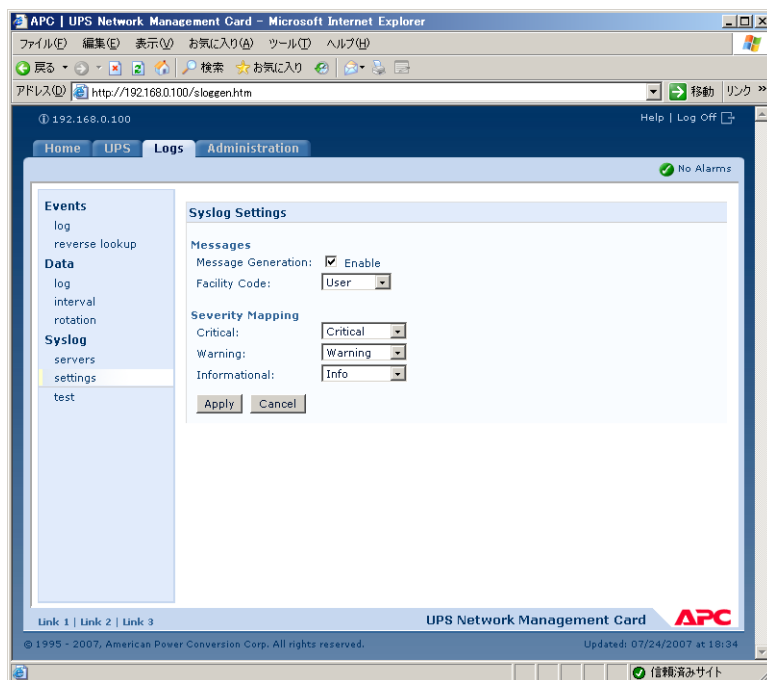 APC | UPS Network Management Card - Microsoft Internet Explorer
ファイル(F) 編集(E) 表示(V) お気に入り(A) ツール(T) ヘルプ(H)
戻る 検索 お気に入り
アドレス(D) http://192.168.0.100/sloggen.htm 移動 リンク »
192.168.0.100 Help | Log Off
Home UPS Logs Administration
No Alarms
Events
log
reverse lookup
Data
log
interval
rotation
Syslog
servers
settings
test
Syslog Settings
Messages
Message Generation: Enable
Facility Code: User
Severity Mapping
Critical: Critical
Warning: Warning
Informational: Info
Apply Cancel
Link 1 | Link 2 | Link 3 UPS Network Management Card APC
© 1995 - 2007, American Power Conversion Corp. All rights reserved. Updated: 07/24/2007 at 18:34
信頼済みサイト